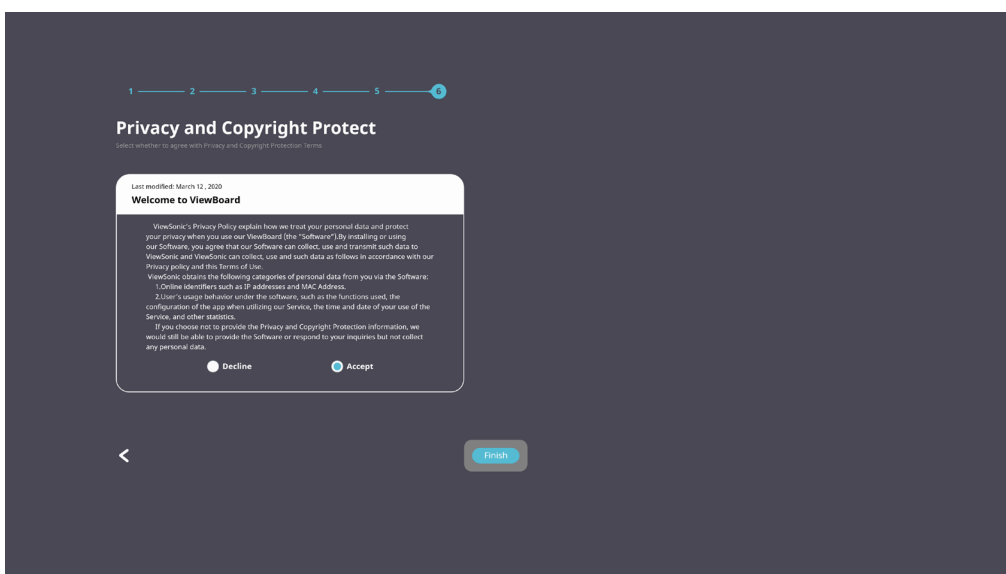 1 2 3 4 5 6
Privacy and Copyright Protect
Select whether to agree with Privacy and Copyright Protection Terms
Last modified: March 12 , 2020
Welcome to ViewBoard
ViewSonic's Privacy Policy explain how we treat your personal data and protect
your privacy when you use our ViewBoard (the "Software").By installing or using
our Software, you agree that our Software can collect, use and transmit such data to
ViewSonic and ViewSonic can collect, use and such data as follows in accordance with our
Privacy policy and this Terms of Use.
ViewSonic obtains the following categories of personal data from you via the Software:
1.Online identifiers such as IP addresses and MAC Address.
2.User's usage behavior under the software, such as the functions used, the
configuration of the app when utilizing our Service, the time and date of your use of the
Service, and other statistics.
If you choose not to provide the Privacy and Copyright Protection information, we
would still be able to provide the Software or respond to your inquiries but not collect
any personal data.
Decline Accept
Finish